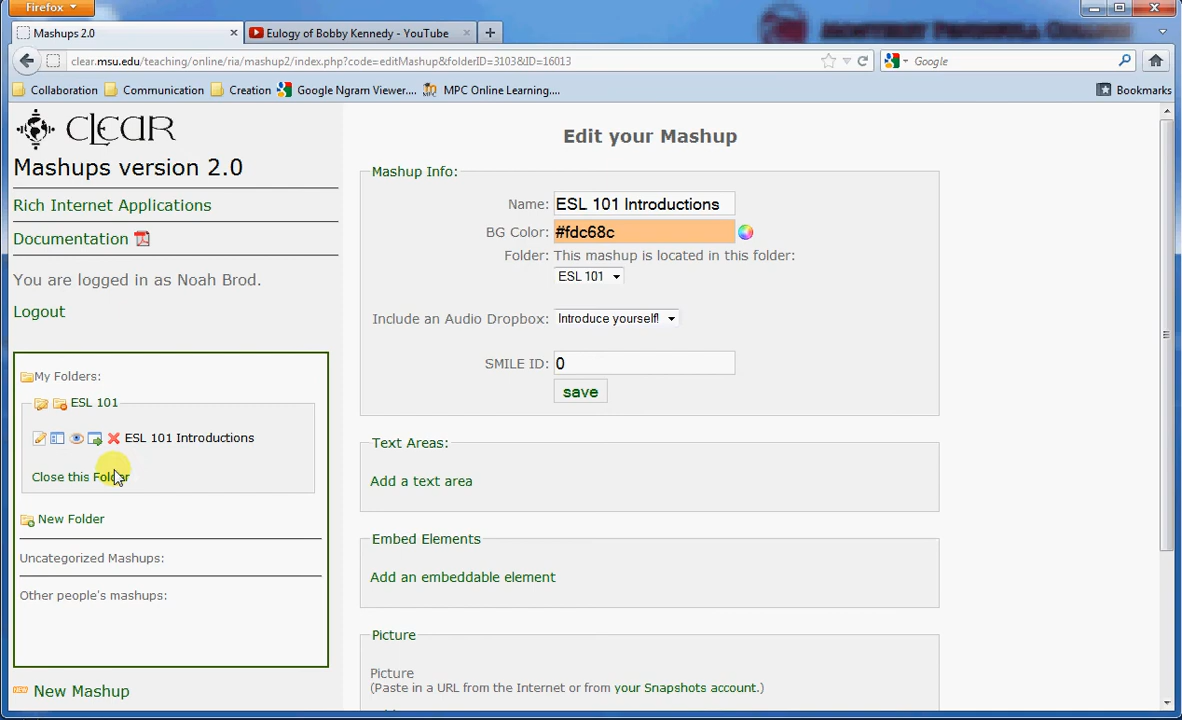 Firefox
Mashups 2.0
Eulogy of Bobby Kennedy - YouTube
clear.msu.edu/teaching/online/ria/mashup2/index.php?code=editMashup&folderID=3103&ID=16013
Google
Collaboration
Communication
Creation
Google Ngram Viewer....
MPC Online Learning....
Bookmarks
CLEAR
Mashups version 2.0
Rich Internet Applications
Documentation
You are logged in as Noah Brod.
Logout
My Folders:
ESL 101
ESL 101 Introductions
Close this Folder
New Folder
Uncategorized Mashups:
Other people's mashups:
New Mashup
Edit your Mashup
Mashup Info:
Name: ESL 101 Introductions
BG Color: #fdc68c
Folder: This mashup is located in this folder:
ESL 101
Include an Audio Dropbox: Introduce yourself!
SMILE ID: 0
save
Text Areas:
Add a text area
Embed Elements
Add an embeddable element
Picture
Picture
(Paste in a URL from the Internet or from your Snapshots account.)